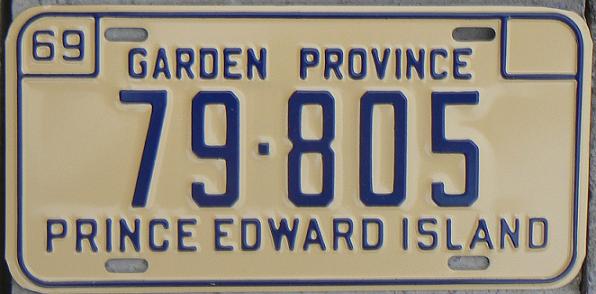 69
GARDEN PROVINCE
79·805
PRINCE EDWARD ISLAND